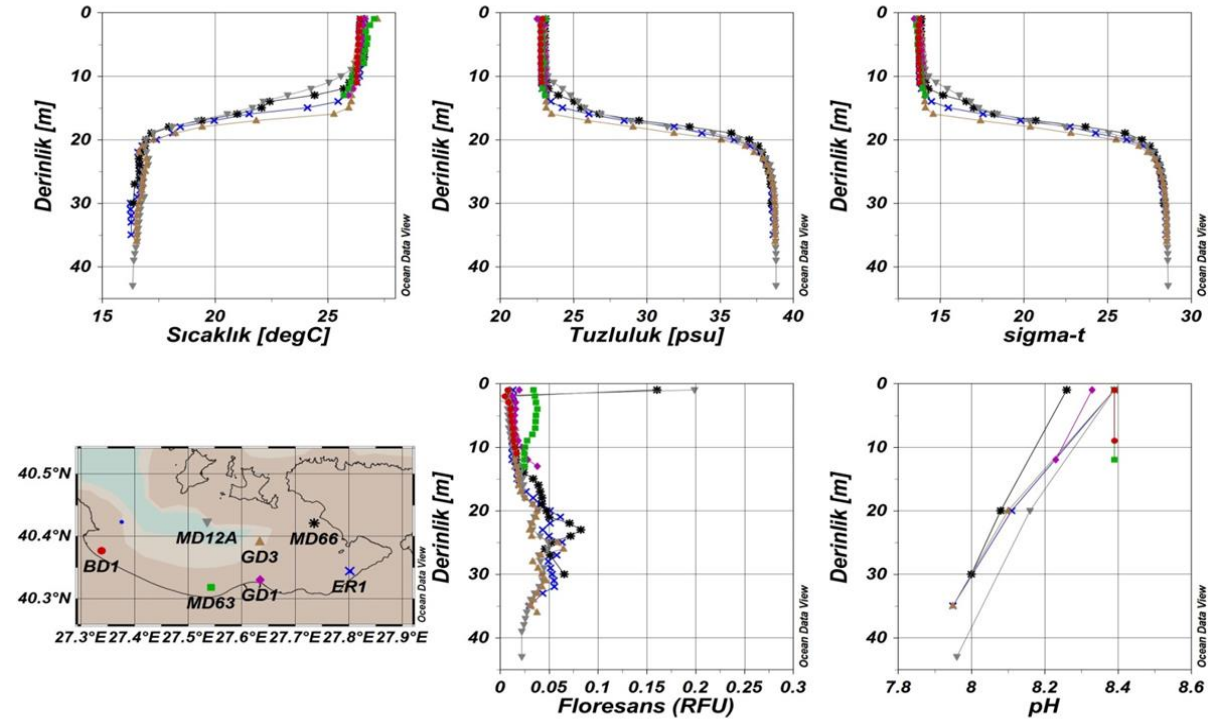 0
10
20
30
40
Derinlik [m]
15
20
25
Sıcaklık [degC]
Ocean Data View
0
10
20
30
40
Derinlik [m]
20
25
30
35
40
Tuzluluk [psu]
Ocean Data View
0
10
20
30
40
Derinlik [m]
15
20
25
30
sigma-t
Ocean Data View
40.5°N
40.4°N
40.3°N
MD12A
MD66
GD3
BD1
MD63
GD1
ER1
27.3°E 27.4°E 27.5°E 27.6°E 27.7°E 27.8°E 27.9°E
Ocean Data View
0
10
20
30
40
Derinlik [m]
0
0.05
0.1
0.15
0.2
0.25
0.3
Floresans (RFU)
Ocean Data View
0
10
20
30
40
Derinlik [m]
7.8
8
8.2
8.4
8.6
pH
Ocean Data View